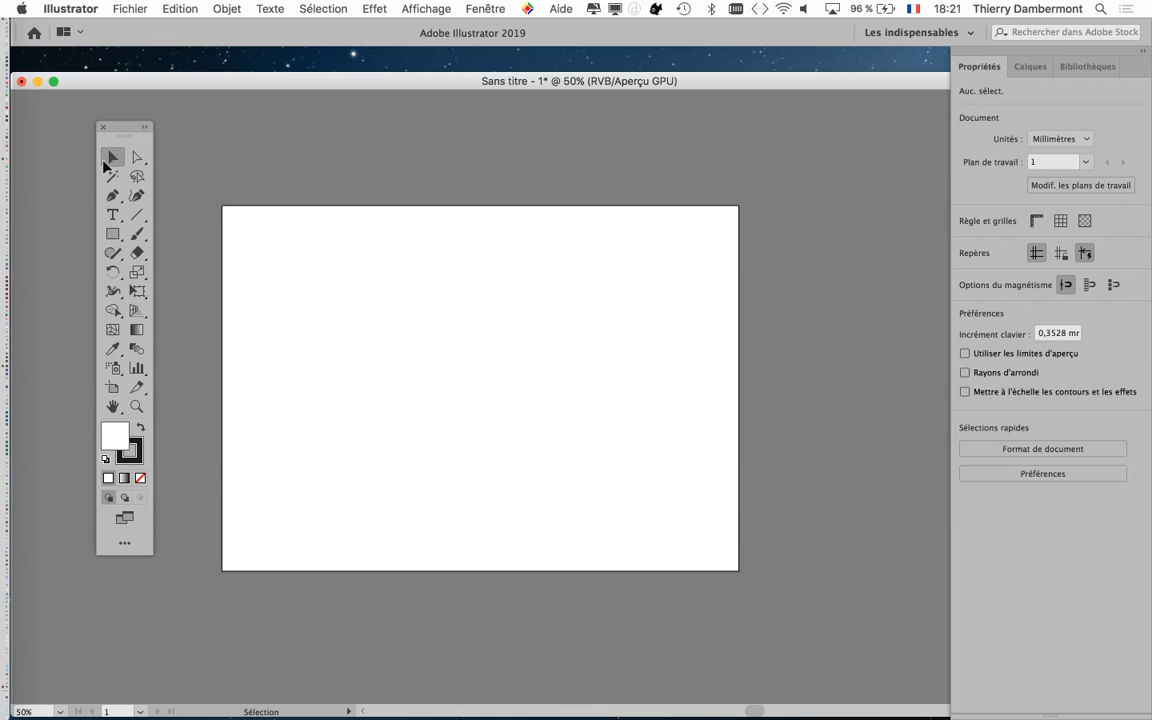 Illustrator Fichier Edition Objet Texte Sélection Effet Affichage Fenêtre Aide 96 % 18:21 Thierry Dambermont
Adobe Illustrator 2019 Les indispensables Rechercher dans Adobe Stock
Sans titre - 1* @ 50% (RVB/Aperçu GPU)
Propriétés Calques Bibliothèques
Auc. sélect.
Document
Unités : Millimètres
Plan de travail : 1
Modif. les plans de travail
Règle et grilles
Repères
Options du magnétisme
Préférences
Incrément clavier : 0,3528 mr
Utiliser les limites d'aperçu
Rayons d'arrondi
Mettre à l'échelle les contours et les effets
Sélections rapides
Format de document
Préférences
50% 1 Sélection